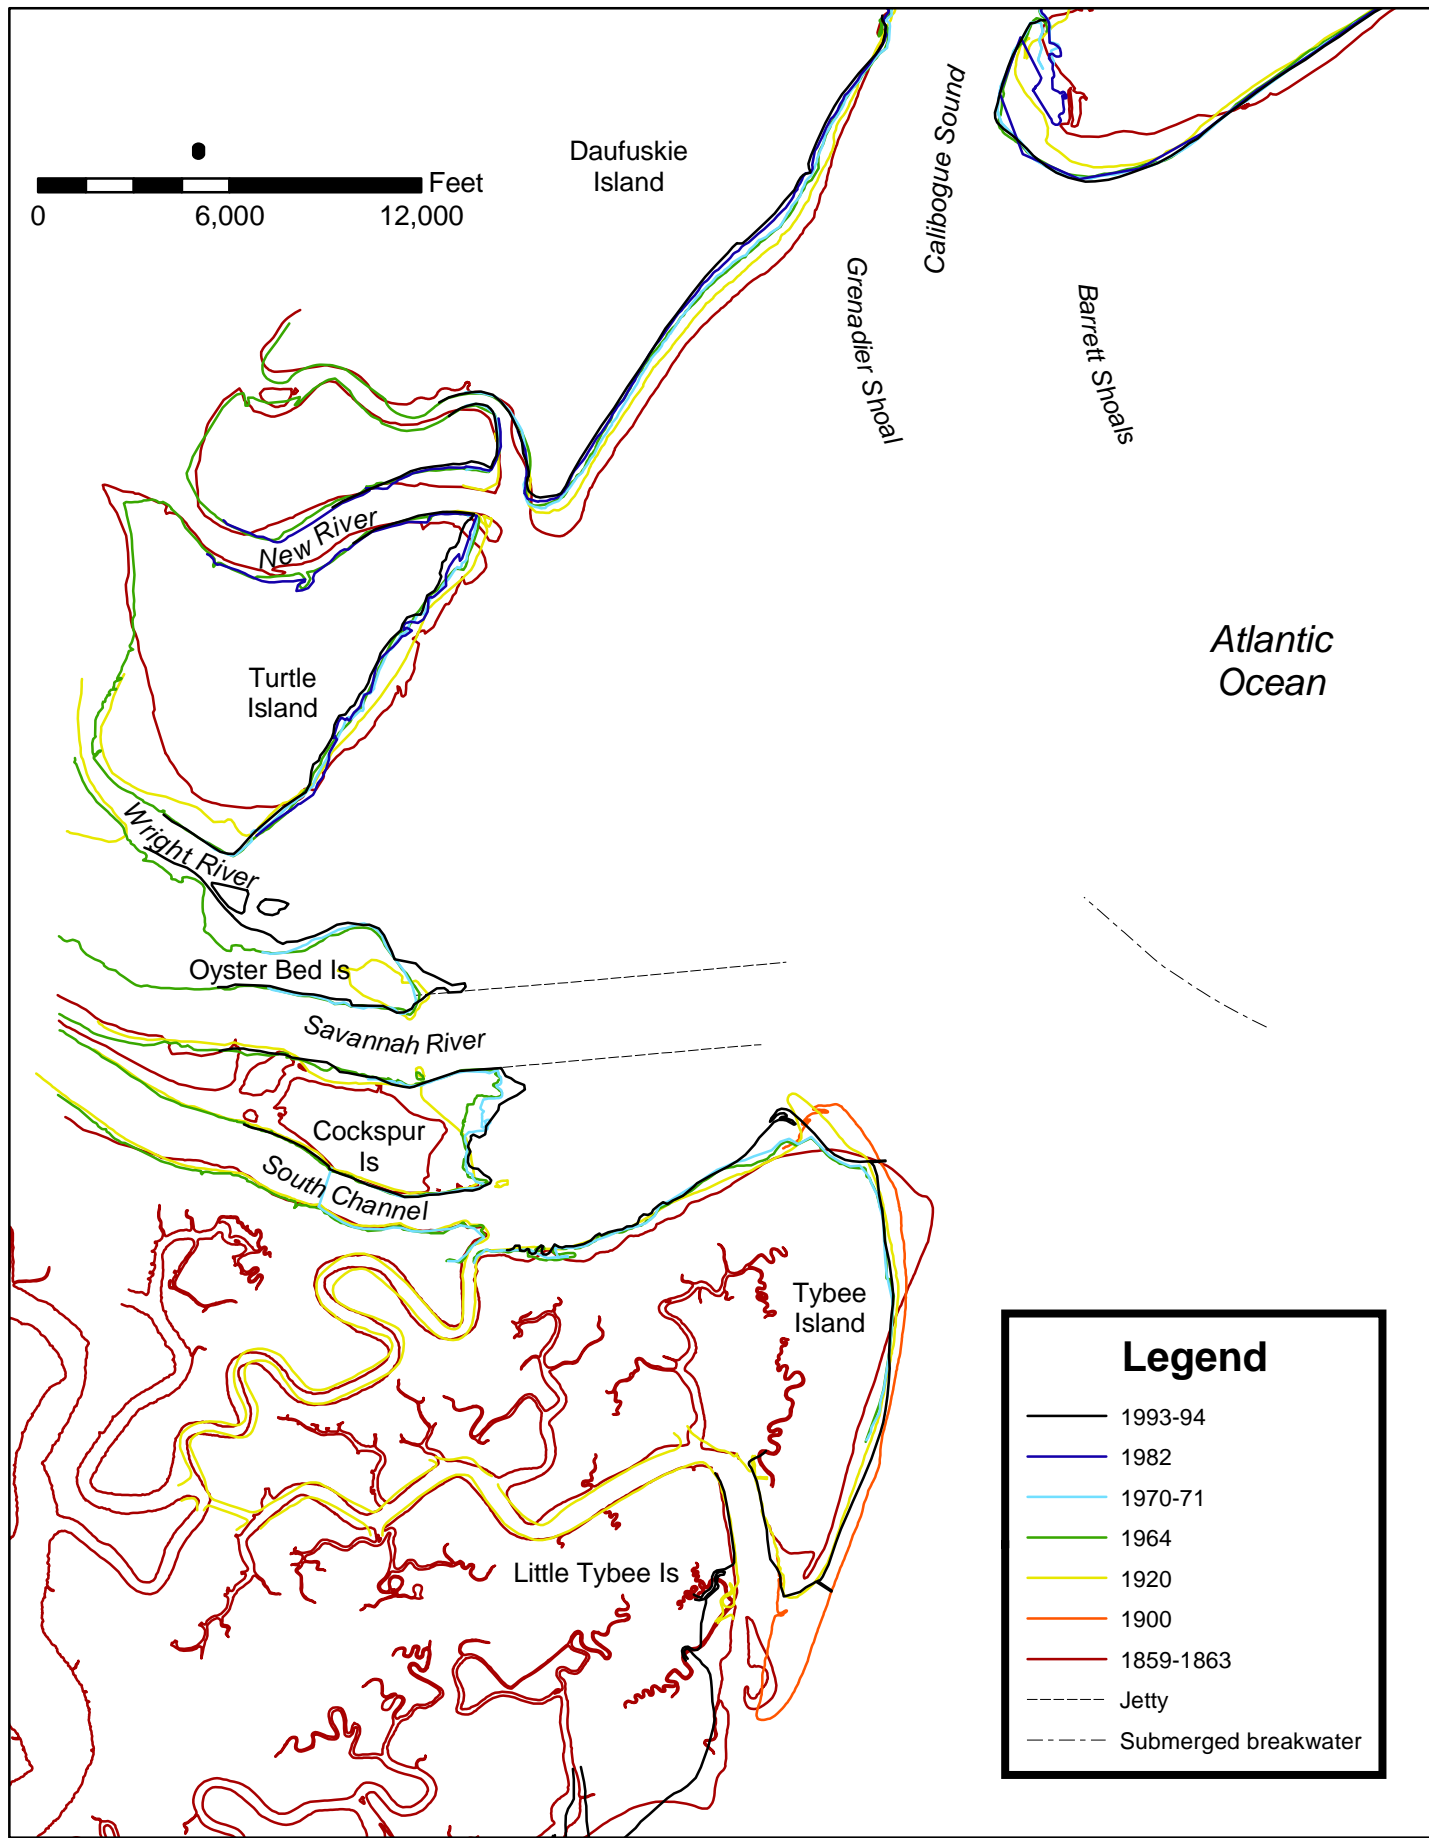 Daufuskie
Island
Calibogue Sound
Feet
0
6,000
12,000
Grenadier Shoal
Barrett Shoals
New River
Atlantic
Ocean
Turtle
Island
Wright River
Oyster Bed Is
Savannah River
Cockspur
Is
South Channel
Tybee
Island
Little Tybee Is
Legend
1993-94
1982
1970-71
1964
1920
1900
1859-1863
Jetty
Submerged breakwater